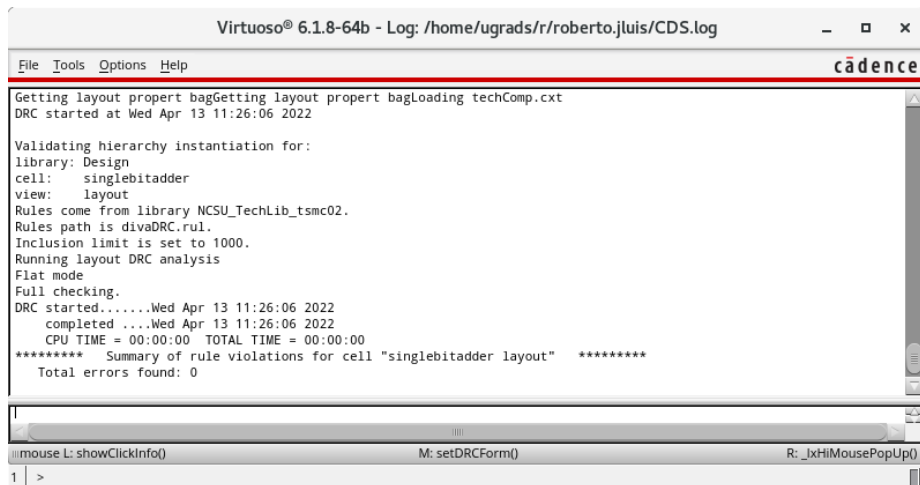 Virtuoso® 6.1.8-64b - Log: /home/ugrads/r/roberto.jluis/CDS.log
File Tools Options Help
cādence
Getting layout propert bagGetting layout propert bagLoading techComp.cxt
DRC started at Wed Apr 13 11:26:06 2022
Validating hierarchy instantiation for:
library: Design
cell:    singlebitadder
view:    layout
Rules come from library NCSU_TechLib_tsmc02.
Rules path is divaDRC.rul.
Inclusion limit is set to 1000.
Running layout DRC analysis
Flat mode
Full checking.
DRC started.......Wed Apr 13 11:26:06 2022
    completed ....Wed Apr 13 11:26:06 2022
    CPU TIME = 00:00:00  TOTAL TIME = 00:00:00
*********   Summary of rule violations for cell "singlebitadder layout"   *********
   Total errors found: 0
mouse L: showClickInfo() M: setDRCForm() R: _lxHiMousePopUp()
1 >